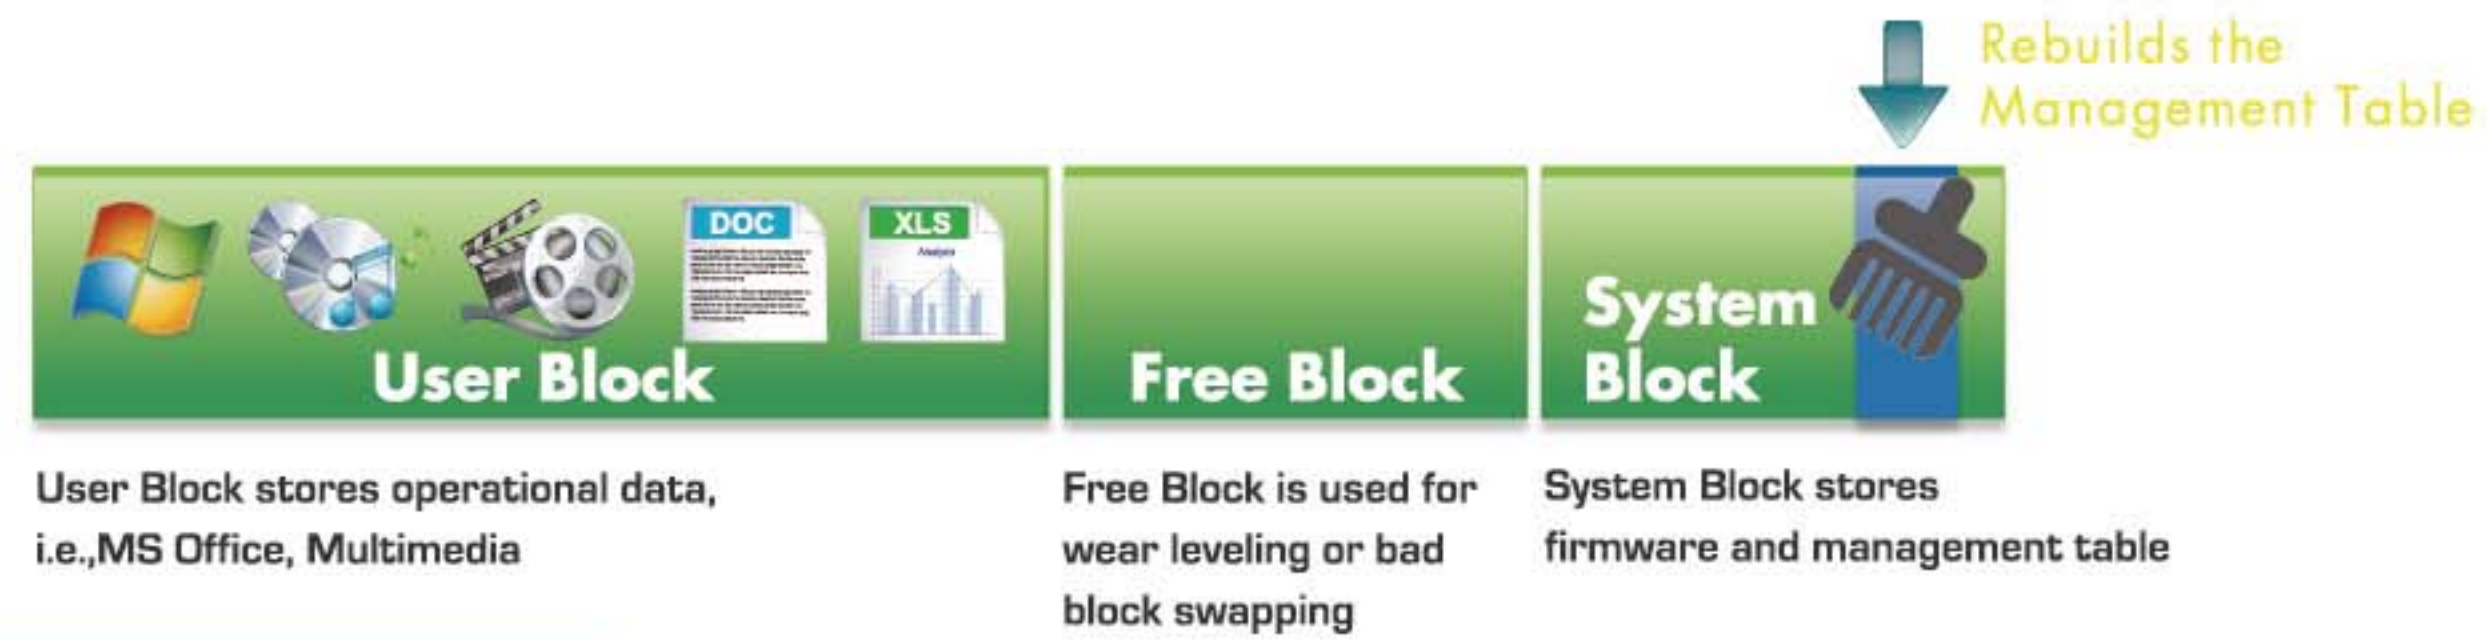 Rebuilds the
Management Table
DOC
XLS
Analysis
User Block
Free Block
System
Block
User Block stores operational data,
i.e.,MS Office, Multimedia
Free Block is used for
wear leveling or bad
block swapping
System Block stores
firmware and management table